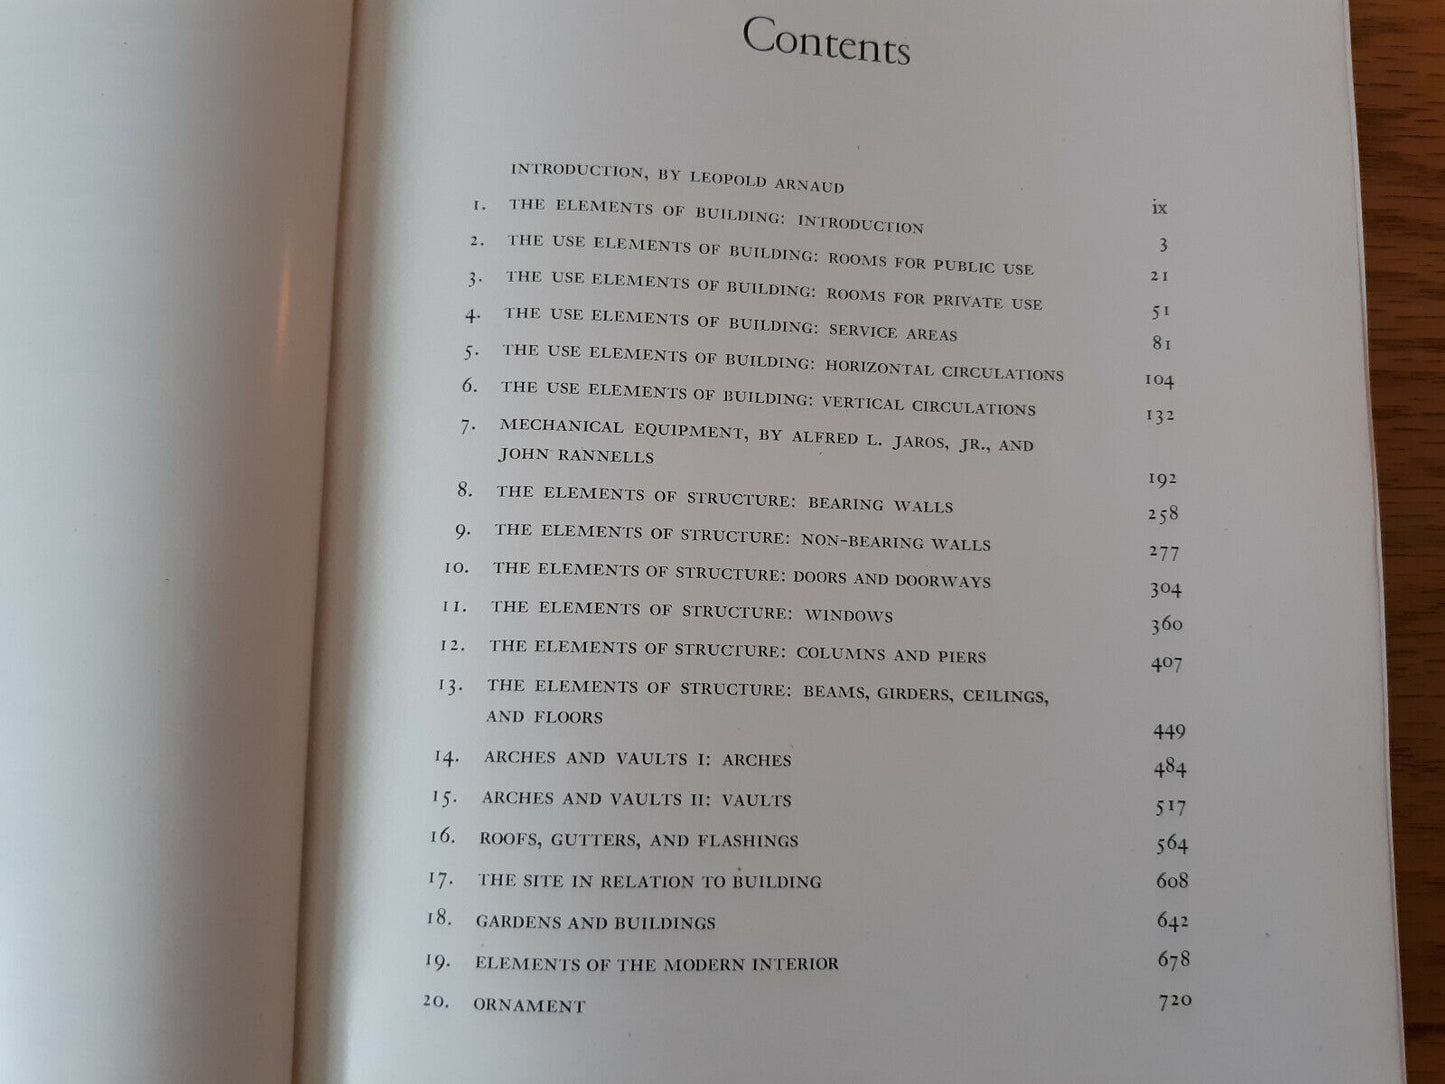 Contents
INTRODUCTION, BY LEOPOLD ARNAUD ix
1. THE ELEMENTS OF BUILDING: INTRODUCTION 3
2. THE USE ELEMENTS OF BUILDING: ROOMS FOR PUBLIC USE 21
3. THE USE ELEMENTS OF BUILDING: ROOMS FOR PRIVATE USE 51
4. THE USE ELEMENTS OF BUILDING: SERVICE AREAS 81
5. THE USE ELEMENTS OF BUILDING: HORIZONTAL CIRCULATIONS 104
6. THE USE ELEMENTS OF BUILDING: VERTICAL CIRCULATIONS 132
7. MECHANICAL EQUIPMENT, BY ALFRED L. JAROS, JR., AND
JOHN RANNELLS 192
8. THE ELEMENTS OF STRUCTURE: BEARING WALLS 258
9. THE ELEMENTS OF STRUCTURE: NON-BEARING WALLS 277
10. THE ELEMENTS OF STRUCTURE: DOORS AND DOORWAYS 304
11. THE ELEMENTS OF STRUCTURE: WINDOWS 360
12. THE ELEMENTS OF STRUCTURE: COLUMNS AND PIERS 407
13. THE ELEMENTS OF STRUCTURE: BEAMS, GIRDERS, CEILINGS,
AND FLOORS 449
14. ARCHES AND VAULTS I: ARCHES 484
15. ARCHES AND VAULTS II: VAULTS 517
16. ROOFS, GUTTERS, AND FLASHINGS 564
17. THE SITE IN RELATION TO BUILDING 608
18. GARDENS AND BUILDINGS 642
19. ELEMENTS OF THE MODERN INTERIOR 678
20. ORNAMENT 720